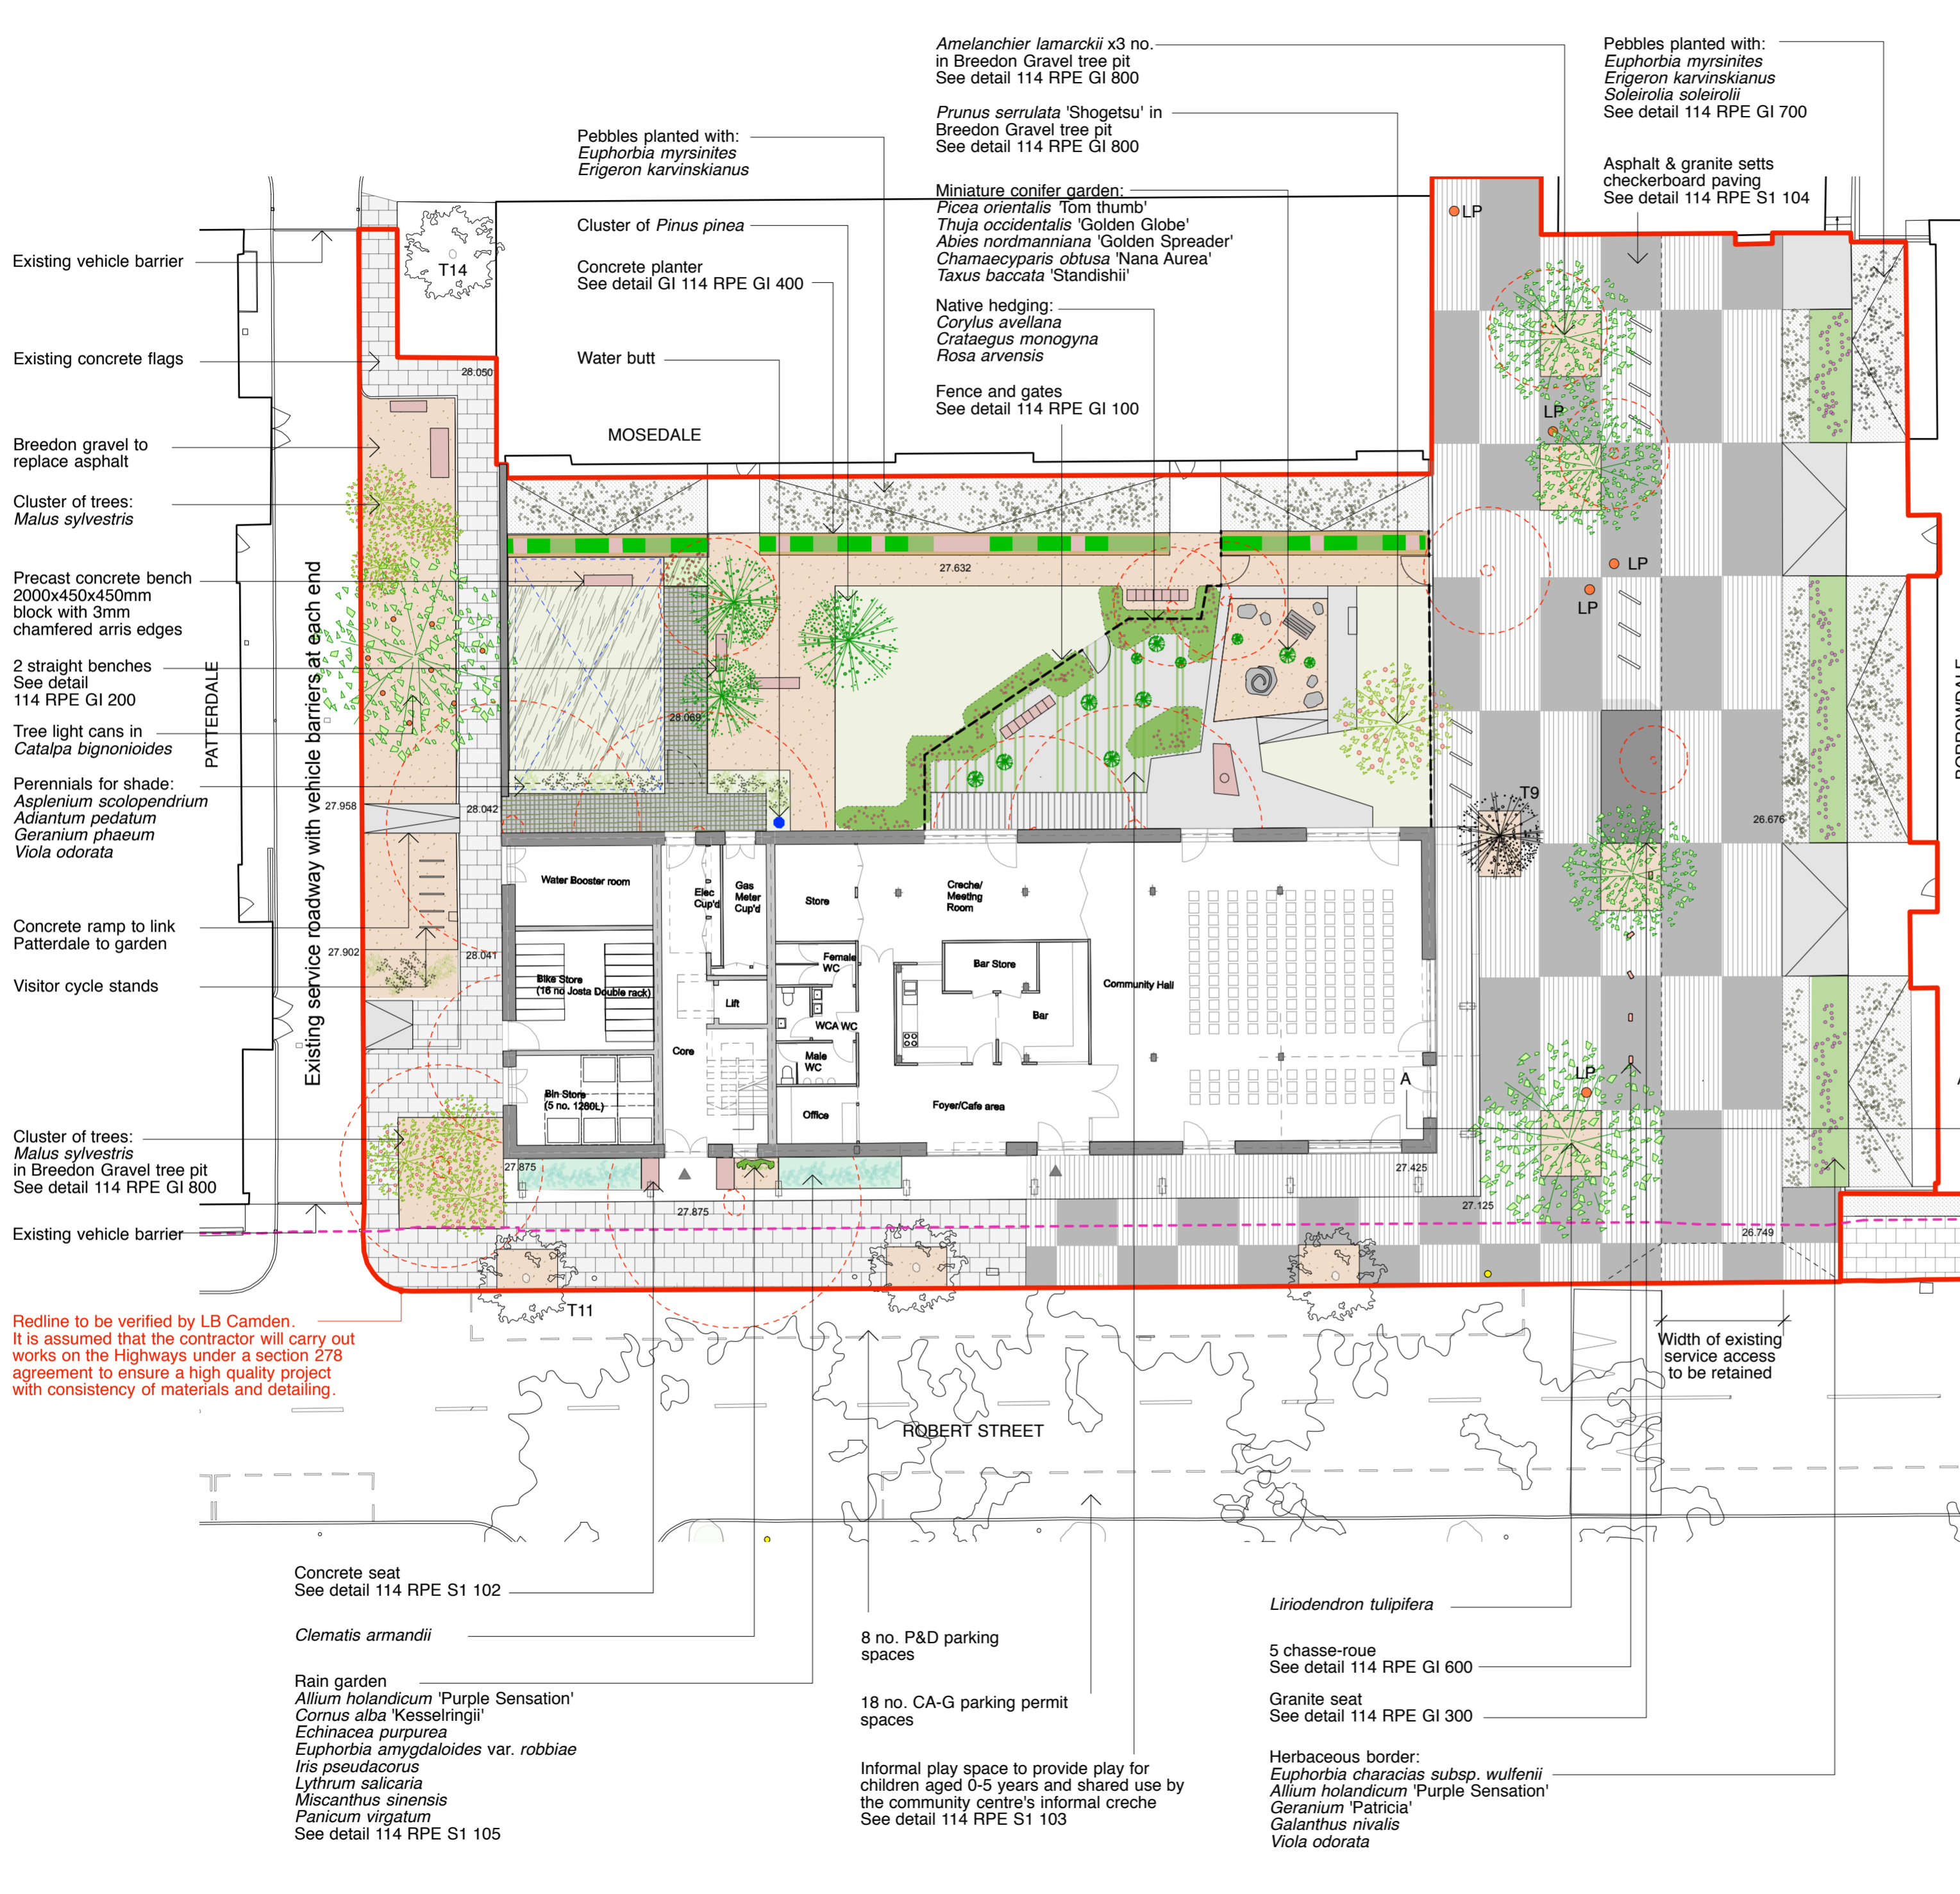 Amelanchier lamarckii x3 no.
in Breedon Gravel tree pit
See detail 114 RPE GI 800
Prunus serrulata 'Shogetsu' in
Breedon Gravel tree pit
See detail 114 RPE GI 800
Miniature conifer garden:
Picea orientalis 'Tom thumb'
Thuja occidentalis 'Golden Globe'
Abies nordmanniana 'Golden Spreader'
Chamaecyparis obtusa 'Nana Aurea'
Taxus baccata 'Standishii'
Native hedging:
Corylus avellana
Crataegus monogyna
Rosa arvensis
Fence and gates
See detail 114 RPE GI 100
Pebbles planted with:
Euphorbia myrsinites
Erigeron karvinskianus
Soleirolia soleirolii
See detail 114 RPE GI 700
Asphalt & granite setts
checkerboard paving
See detail 114 RPE S1 104
Pebbles planted with:
Euphorbia myrsinites
Erigeron karvinskianus
Cluster of Pinus pinea
Concrete planter
See detail GI 114 RPE GI 400
Water butt
MOSEDALE
Existing vehicle barrier
Existing concrete flags
Breedon gravel to
replace asphalt
Cluster of trees:
Malus sylvestris
Precast concrete bench
2000x450x450mm
block with 3mm
chamfered arris edges
2 straight benches
See detail
114 RPE GI 200
Tree light cans in
Catalpa bignonioides
Perennials for shade:
Asplenium scolopendrium
Adiantum pedatum
Geranium phaeum
Viola odorata
Concrete ramp to link
Patterdale to garden
Visitor cycle stands
Cluster of trees:
Malus sylvestris
in Breedon Gravel tree pit
See detail 114 RPE GI 800
Existing vehicle barrier
Redline to be verified by LB Camden.
It is assumed that the contractor will carry out
works on the Highways under a section 278
agreement to ensure a high quality project
with consistency of materials and detailing.
PATTERDALE
Existing service roadway with vehicle barriers at each end
T14
28.050
27.632
28.069
27.958
28.042
27.902
28.041
27.875
27.875
27.425
27.125
26.676
26.749
LP
LP
LP
LP
LP
T9
T11
Water Booster room
Elec
Cup'd
Gas
Meter
Cup'd
Store
Creche/
Meeting
Room
Bike Store
(16 no Josta Double rack)
Female
WC
Lift
WCA WC
Bar Store
Bar
Community Hall
Core
Male
WC
Bin Store
(5 no. 1280L)
Office
Foyer/Cafe area
A
BORROWDALE
Width of existing
service access
to be retained
ROBERT STREET
Concrete seat
See detail 114 RPE S1 102
Clematis armandii
Rain garden
Allium holandicum 'Purple Sensation'
Cornus alba 'Kesselringii'
Echinacea purpurea
Euphorbia amygdaloides var. robbiae
Iris pseudacorus
Lythrum salicaria
Miscanthus sinensis
Panicum virgatum
See detail 114 RPE S1 105
8 no. P&D parking
spaces
18 no. CA-G parking permit
spaces
Informal play space to provide play for
children aged 0-5 years and shared use by
the community centre's informal creche
See detail 114 RPE S1 103
Liriodendron tulipifera
5 chasse-roue
See detail 114 RPE GI 600
Granite seat
See detail 114 RPE GI 300
Herbaceous border:
Euphorbia characias subsp. wulfenii
Allium holandicum 'Purple Sensation'
Geranium 'Patricia'
Galanthus nivalis
Viola odorata